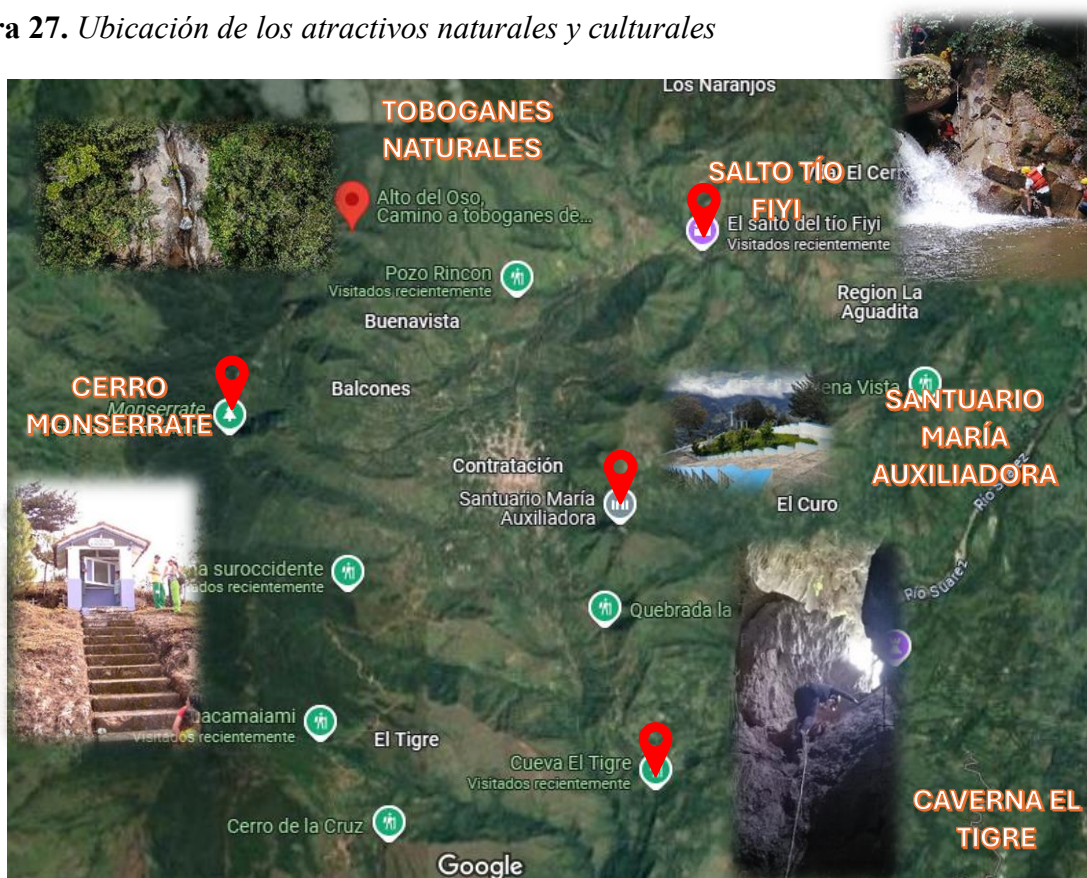 ra 27. Ubicación de los atractivos naturales y culturales
Los Naranjos
TOBOGANES
NATURALES
SALTO TÍO
FIYI
El Cer
Alto del Oso,
Camino a toboganes de...
El salto del tío Fiyi
Visitados recientemente
Pozo Rincon
Visitados recientemente
Region La
Aguadita
Buenavista
CERRO
MONSERRATE
Monserrate
Balcones
ena Vista
SANTUARIO
MARÍA
AUXILIADORA
Contratación
Santuario María
Auxiliadora
El Curo
Río Suárez
Río Suárez
a suroccidente
ados recientemente
Quebrada la
acamaiami
Visitados recientemente
El Tigre
Cueva El Tigre
Visitados recientemente
CAVERNA EL
TIGRE
Cerro de la Cruz
Google